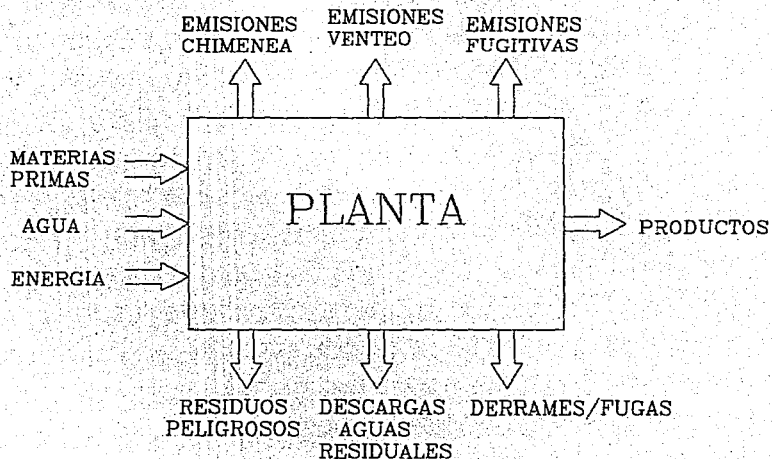 EMISIONES
CHIMENEA
EMISIONES
VENTEO
EMISIONES
FUGITIVAS
MATERIAS
PRIMAS
AGUA
ENERGIA
PLANTA
PRODUCTOS
RESIDUOS
PELIGROSOS
DESCARGAS
AGUAS
RESIDUALES
DERRAMES/FUGAS